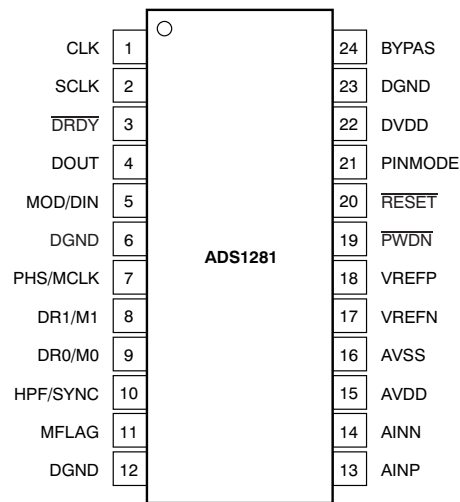 CLK 1
SCLK 2
DRDY 3
DOUT 4
MOD/DIN 5
DGND 6
PHS/MCLK 7
DR1/M1 8
DR0/M0 9
HPF/SYNC 10
MFLAG 11
DGND 12
ADS1281
24 BYPAS
23 DGND
22 DVDD
21 PINMODE
20 RESET
19 PWDN
18 VREFP
17 VREFN
16 AVSS
15 AVDD
14 AINN
13 AINP